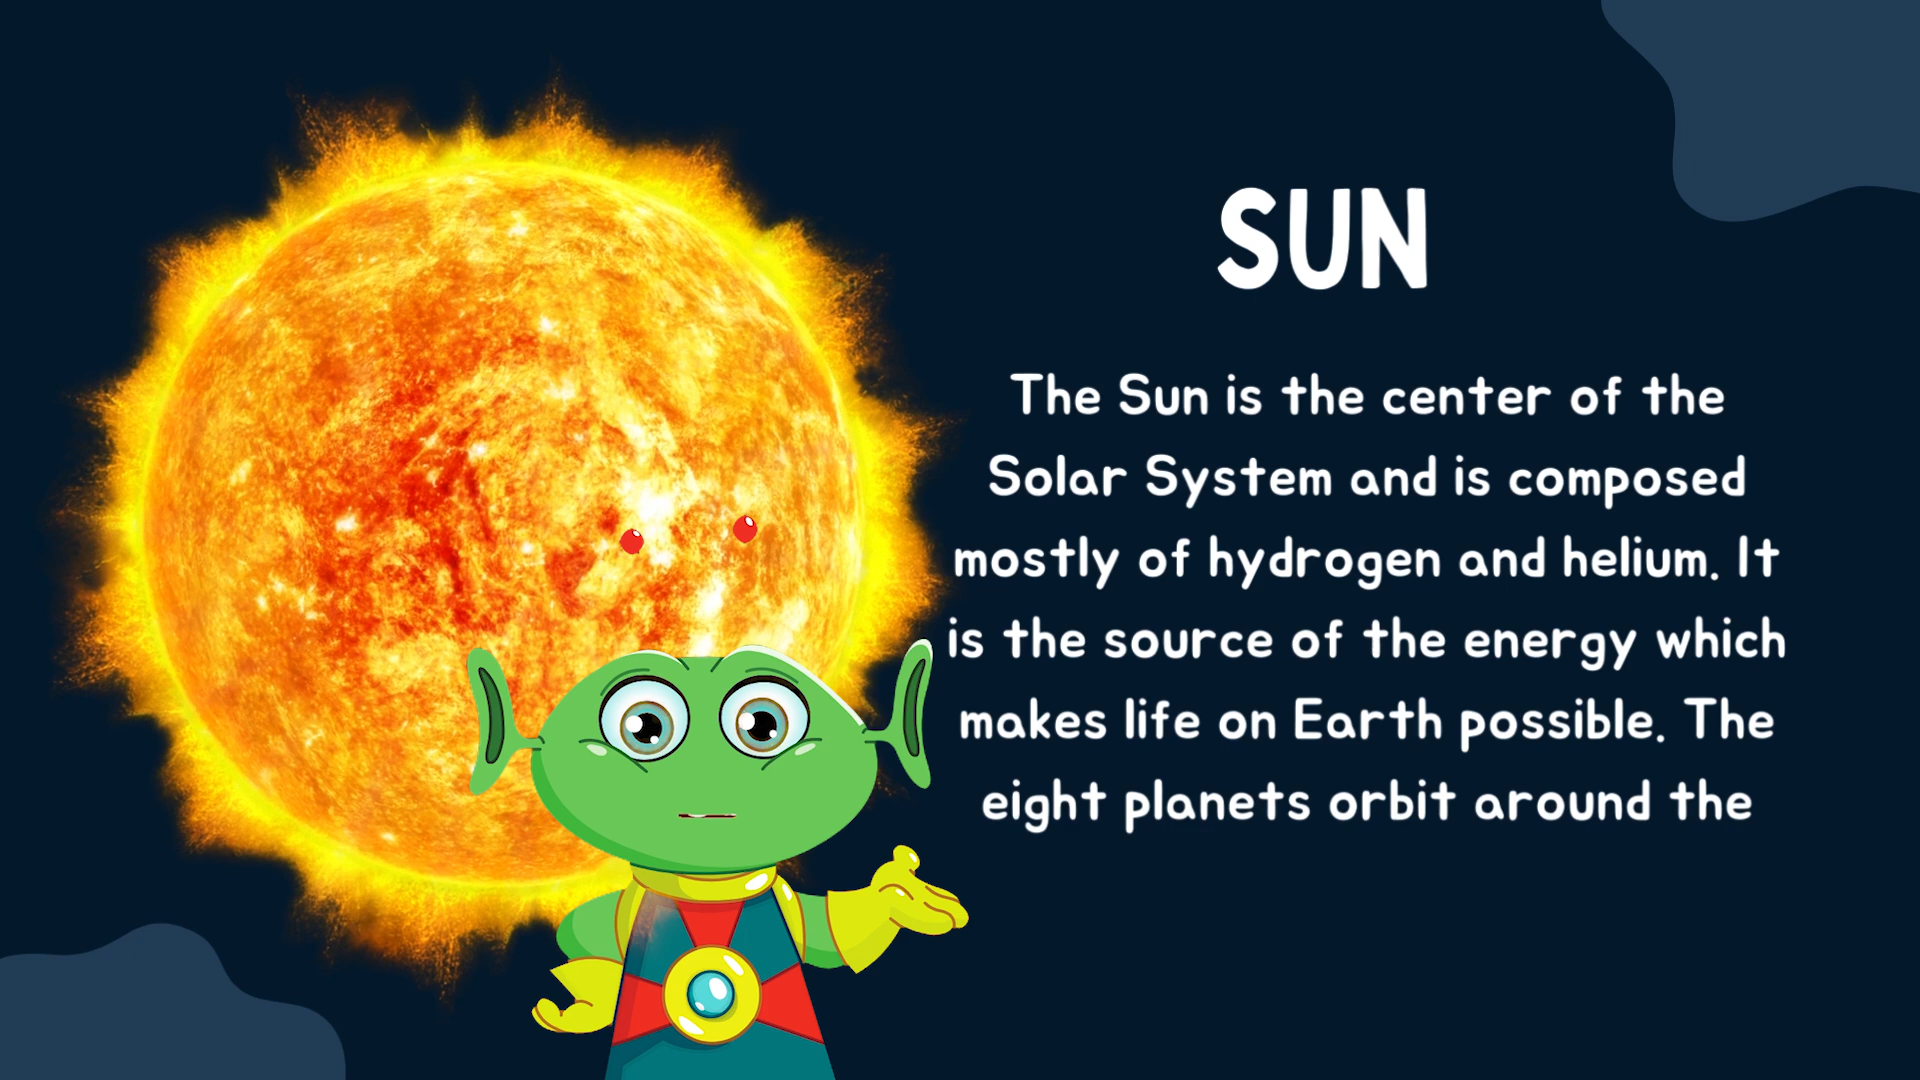 SUN
The Sun is the center of the
Solar System and is composed
mostly of hydrogen and helium. It
is the source of the energy which
makes life on Earth possible. The
eight planets orbit around the